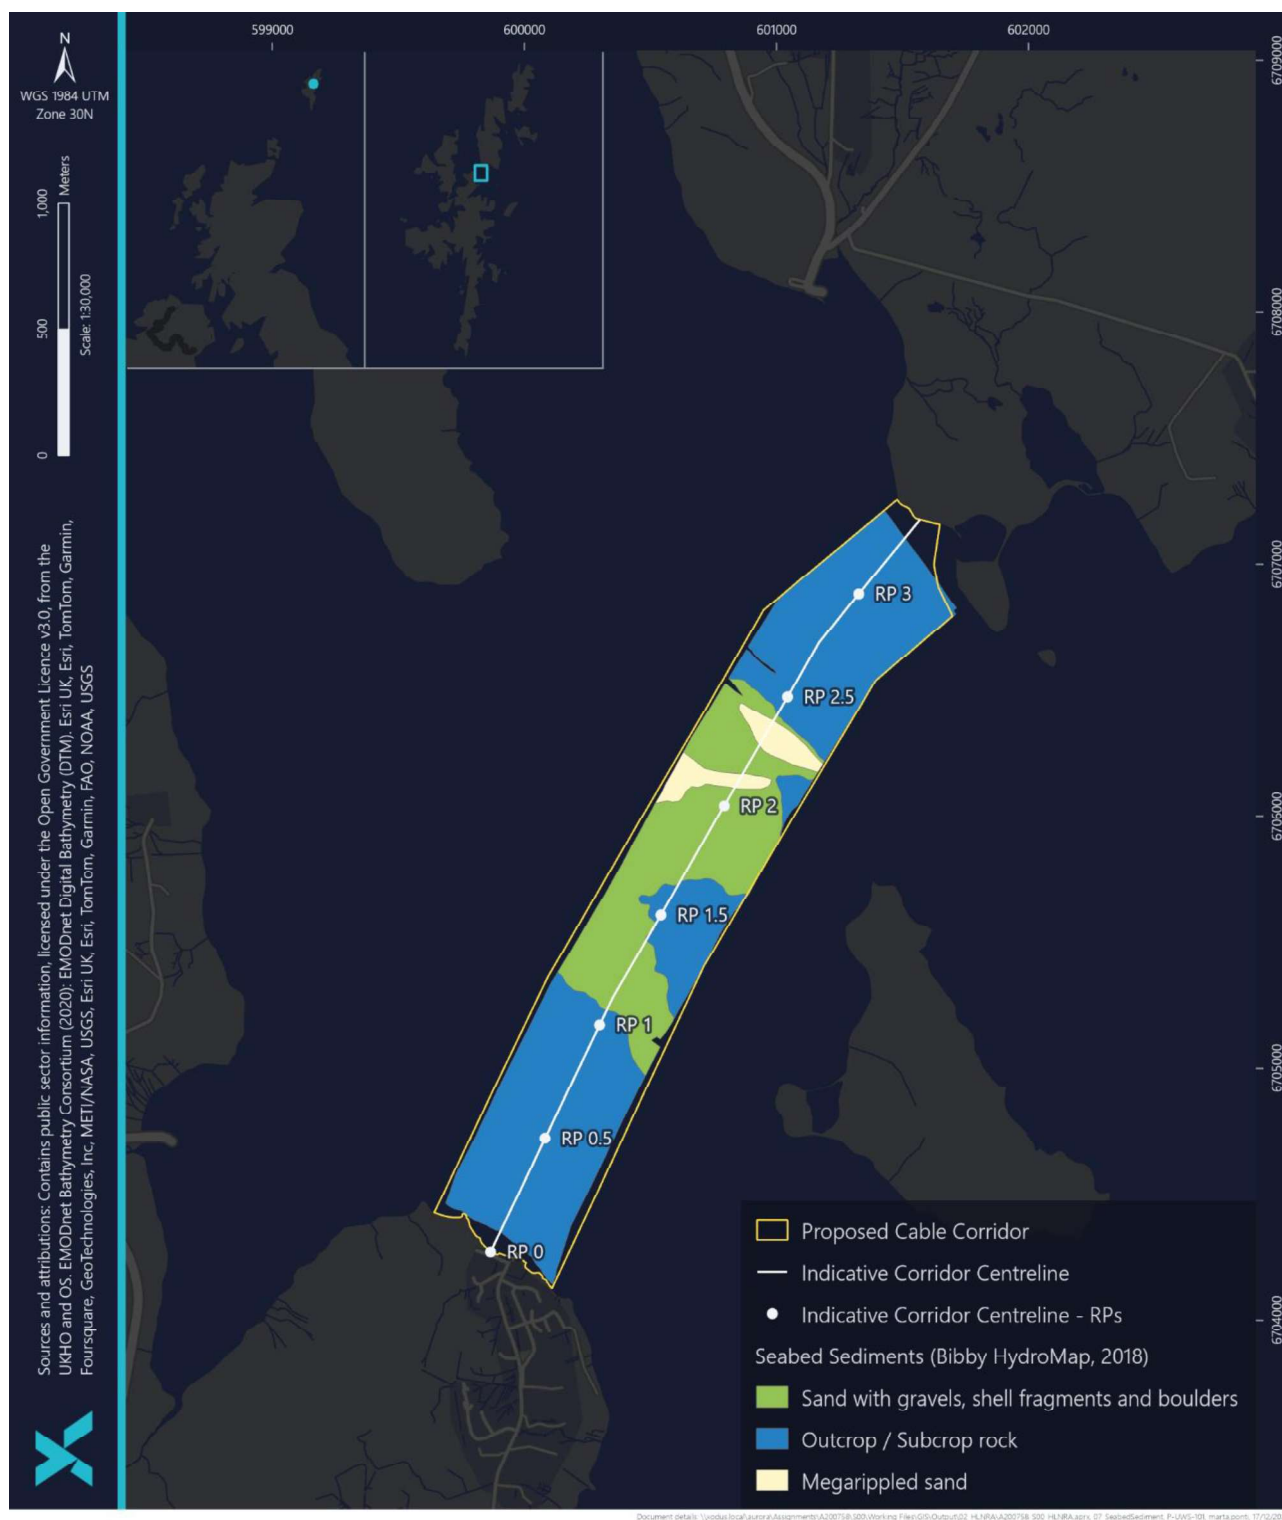 599000
600000
601000
602000
6709000
6708000
6707000
6706000
6705000
6704000
N
WGS 1984 UTM
Zone 30N
0
500
1,000
Meters
Scale: 1:30,000
Sources and attributions: Contains public sector information, licensed under the Open Government Licence v3.0, from the
UKHO and OS. EMODnet Bathymetry Consortium (2020): EMODnet Digital Bathymetry (DTM). Esri UK, Esri, TomTom, Garmin,
Foursquare, GeoTechnologies, Inc, METI/NASA, USGS, Esri UK, Esri, TomTom, Garmin, FAO, NOAA, USGS
RP 3
RP 2.5
RP 2
RP 1.5
RP 1
RP 0.5
RP 0
Proposed Cable Corridor
Indicative Corridor Centreline
Indicative Corridor Centreline - RPs
Seabed Sediments (Bibby HydroMap, 2018)
Sand with gravels, shell fragments and boulders
Outcrop / Subcrop rock
Megarippled sand
Document details: